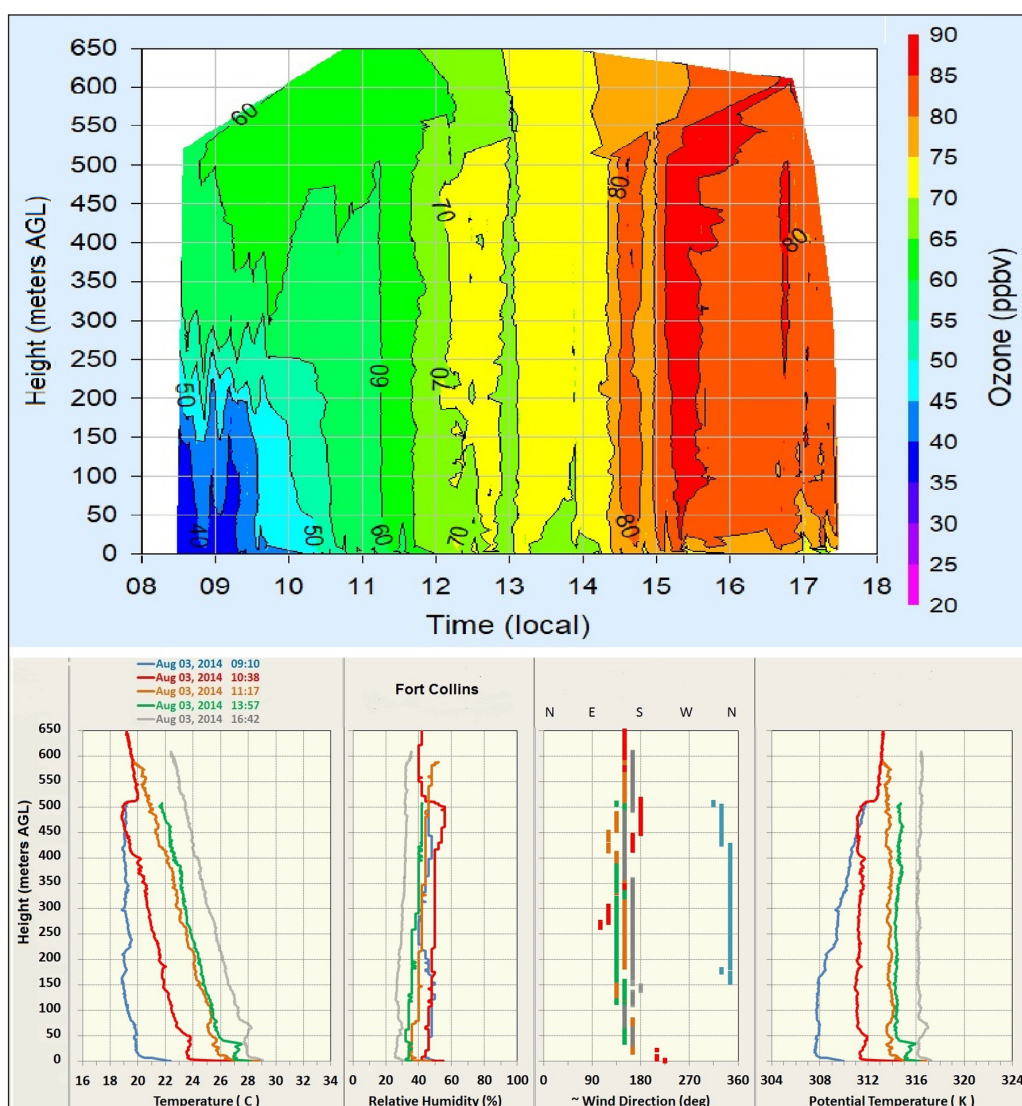 650
600
550
500
450
400
350
300
250
200
150
100
50
0
Height (meters AGL)
08 09 10 11 12 13 14 15 16 17 18
Time (local)
60
50
40
50
60
60
70
70
70
80
80
80
90
85
80
75
70
65
60
55
50
45
40
35
30
25
20
Ozone (ppbv)
Aug 03, 2014 09:10
Aug 03, 2014 10:38
Aug 03, 2014 11:17
Aug 03, 2014 13:57
Aug 03, 2014 16:42
Fort Collins
N E S W N
650
600
550
500
450
400
350
300
250
200
150
100
50
0
Height (meters AGL)
16 18 20 22 24 26 28 30 32 34
Temperature ( C)
0 20 40 60 80 100
Relative Humidity (%)
0 90 180 270 360
~ Wind Direction (deg)
304 308 312 316 320 324
Potential Temperature ( K)